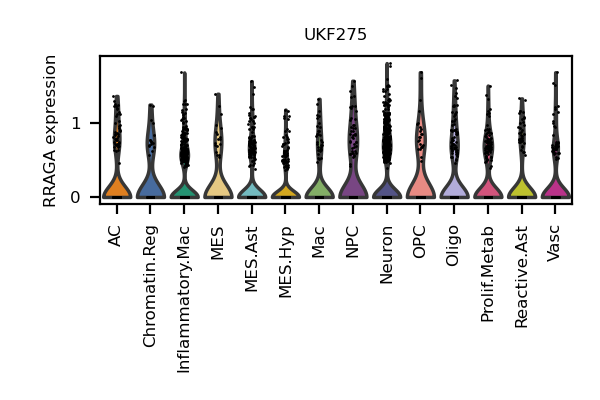 UKF275
RRAGA expression
1
0
AC
Chromatin.Reg
Inflammatory.Mac
MES
MES.Ast
MES.Hyp
Mac
NPC
Neuron
OPC
Oligo
Prolif.Metab
Reactive.Ast
Vasc